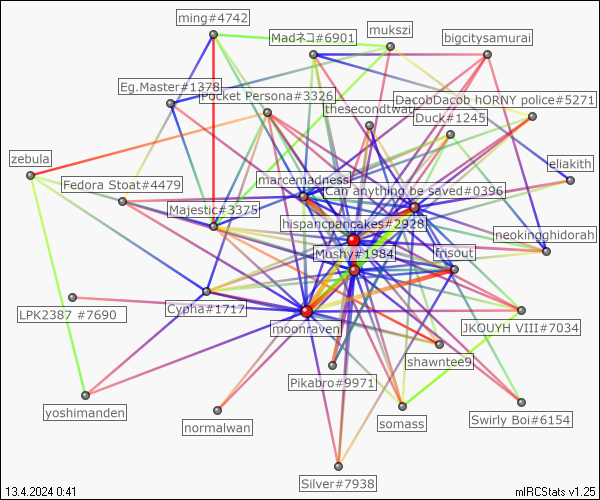 ming#4742
Madネコ#6901
mukszi
bigcitysamurai
Eg.Master#1378
Pocket Persona#3326
thesecondtwat
DacobDacob hORNY police#5271
Duck#1245
zebula
Fedora Stoat#4479
marcemadness
Can anything be saved#0396
eliakith
Majestic#3375
hispancpancakes#2928
neokingghidorah
Mushy#1984
frisout
LPK2387 #7690
Cypha#1717
moonraven
JKOUYH VIII#7034
shawntee9
Pikabro#9971
yoshimanden
normalwan
somass
Swirly Boi#6154
Silver#7938
13.4.2024 0:41
mIRCStats v1.25